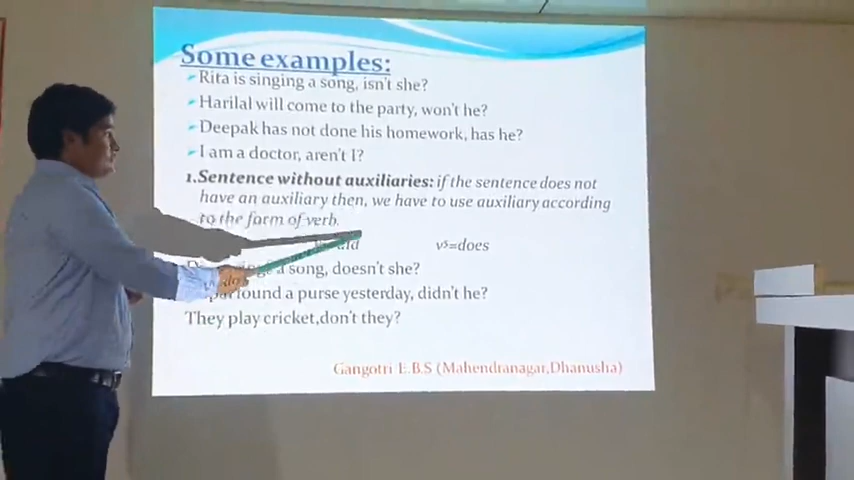 Some examples:
Rita is singing a song, isn't she?
Harilal will come to the party, won't he?
Deepak has not done his homework, has he?
I am a doctor, aren't I?
1.Sentence without auxiliaries: if the sentence does not
have an auxiliary then, we have to use auxiliary according
to the form of verb.
v⁵=does
a song, doesn't she?
found a purse yesterday, didn't he?
They play cricket,don't they?
Gangotri E.B.S (Mahendranagar,Dhanusha)